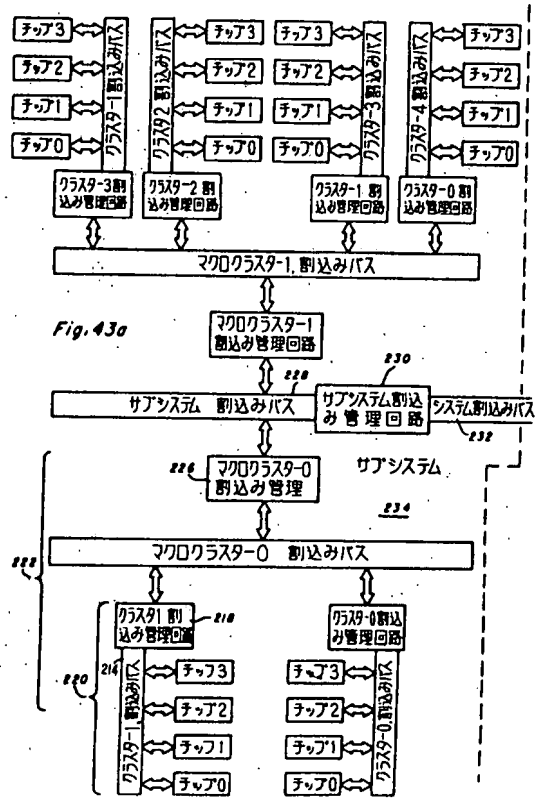 チップ3 チップ3 チップ3 チップ3
チップ2 チップ2 チップ2 チップ2
チップ1 チップ1 チップ1 チップ1
チップ0 チップ0 チップ0 チップ0
クラスター1 割込みバス
クラスター2 割込みバス
クラスター3 割込みバス
クラスター4 割込みバス
クラスター3 割
込み管理回路
クラスター2 割
込み管理回路
クラスター1 割
込み管理回路
クラスター0 割
込み管理回路
マクロクラスター1, 割込みバス
Fig. 43a
マクロクラスター1
割込み管理回路
228
230
サブシステム 割込みバス
サブシステム割込
み管理回路
システム割込みバス
232
サブシステム
226
マクロクラスター0
割込み管理
234
222
マクロクラスター0 割込みバス
クラスタ1 割
込み管理回路
218
クラスター0割込
み管理回路
214
220
クラスター1, 割込みバス
クラスター0, 割込みバス
チップ3 チップ3
チップ2 チップ2
チップ1 チップ1
チップ0 チップ0